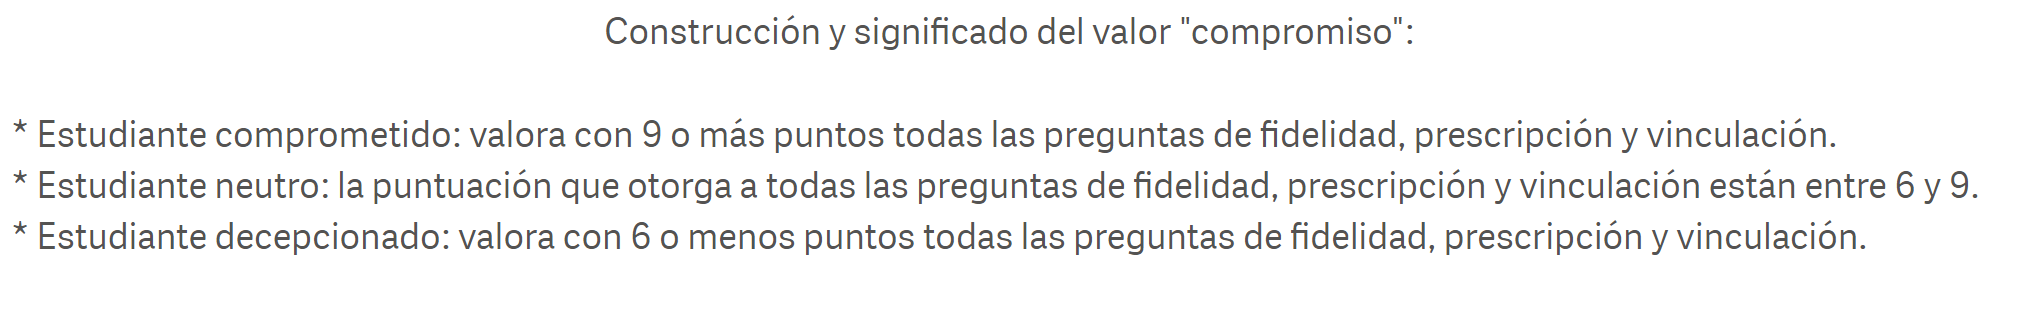 Construcción y significado del valor "compromiso":
* Estudiante comprometido: valora con 9 o más puntos todas las preguntas de fidelidad, prescripción y vinculación.
* Estudiante neutro: la puntuación que otorga a todas las preguntas de fidelidad, prescripción y vinculación están entre 6 y 9.
* Estudiante decepcionado: valora con 6 o menos puntos todas las preguntas de fidelidad, prescripción y vinculación.